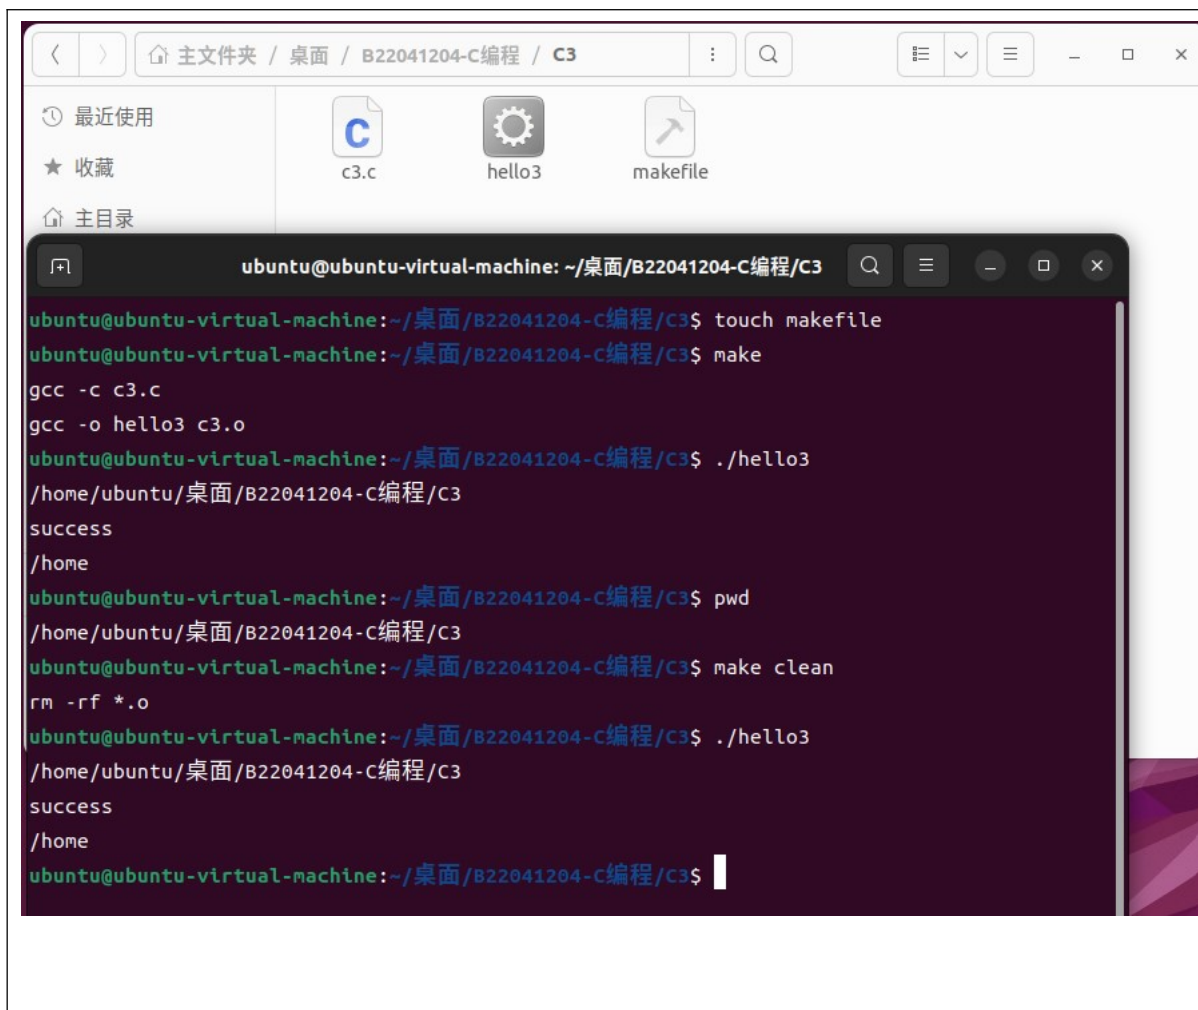 主文件夹 / 桌面 / B22041204-C编程 / C3
最近使用
收藏
主目录
c3.c
hello3
makefile
ubuntu@ubuntu-virtual-machine: ~/桌面/B22041204-C编程/C3
ubuntu@ubuntu-virtual-machine:~/桌面/B22041204-C编程/C3$ touch makefile
ubuntu@ubuntu-virtual-machine:~/桌面/B22041204-C编程/C3$ make
gcc -c c3.c
gcc -o hello3 c3.o
ubuntu@ubuntu-virtual-machine:~/桌面/B22041204-C编程/C3$ ./hello3
/home/ubuntu/桌面/B22041204-C编程/C3
success
/home
ubuntu@ubuntu-virtual-machine:~/桌面/B22041204-C编程/C3$ pwd
/home/ubuntu/桌面/B22041204-C编程/C3
ubuntu@ubuntu-virtual-machine:~/桌面/B22041204-C编程/C3$ make clean
rm -rf *.o
ubuntu@ubuntu-virtual-machine:~/桌面/B22041204-C编程/C3$ ./hello3
/home/ubuntu/桌面/B22041204-C编程/C3
success
/home
ubuntu@ubuntu-virtual-machine:~/桌面/B22041204-C编程/C3$